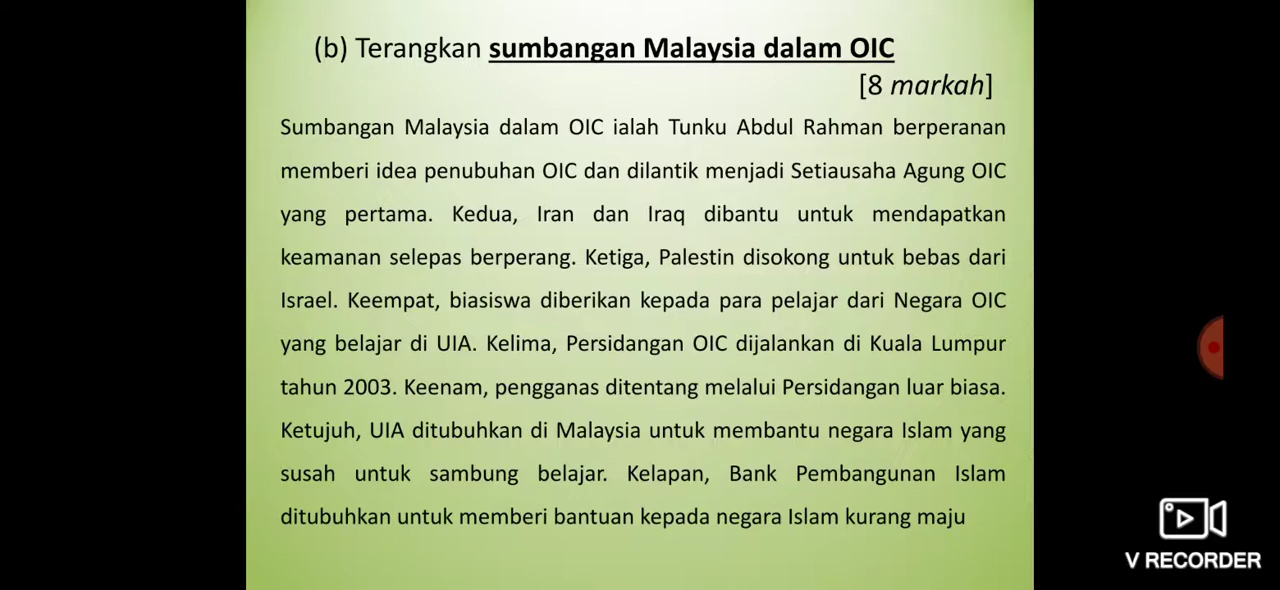 (b) Terangkan sumbangan Malaysia dalam OIC
[8 markah]
Sumbangan Malaysia dalam OIC ialah Tunku Abdul Rahman berperanan
memberi idea penubuhan OIC dan dilantik menjadi Setiausaha Agung OIC
yang pertama. Kedua, Iran dan Iraq dibantu untuk mendapatkan
keamanan selepas berperang. Ketiga, Palestin disokong untuk bebas dari
Israel. Keempat, biasiswa diberikan kepada para pelajar dari Negara OIC
yang belajar di UIA. Kelima, Persidangan OIC dijalankan di Kuala Lumpur
tahun 2003. Keenam, pengganas ditentang melalui Persidangan luar biasa.
Ketujuh, UIA ditubuhkan di Malaysia untuk membantu negara Islam yang
susah untuk sambung belajar. Kelapan, Bank Pembangunan Islam
ditubuhkan untuk memberi bantuan kepada negara Islam kurang maju
V RECORDER